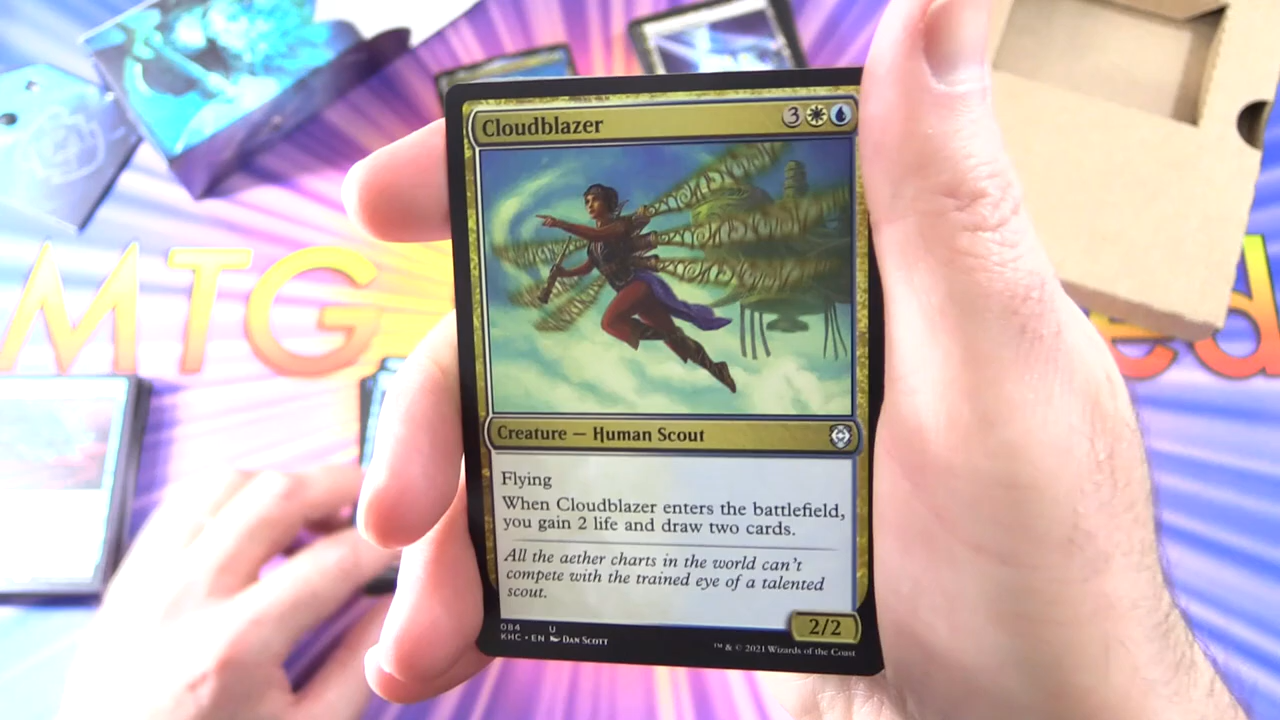 Cloudblazer 3
MTG ed
Creature — Human Scout
Flying
When Cloudblazer enters the battlefield,
you gain 2 life and draw two cards.
All the aether charts in the world can't
compete with the trained eye of a talented
scout.
2/2
084 U
KHC • EN DAN SCOTT
™ & © 2021 Wizards of the Coast